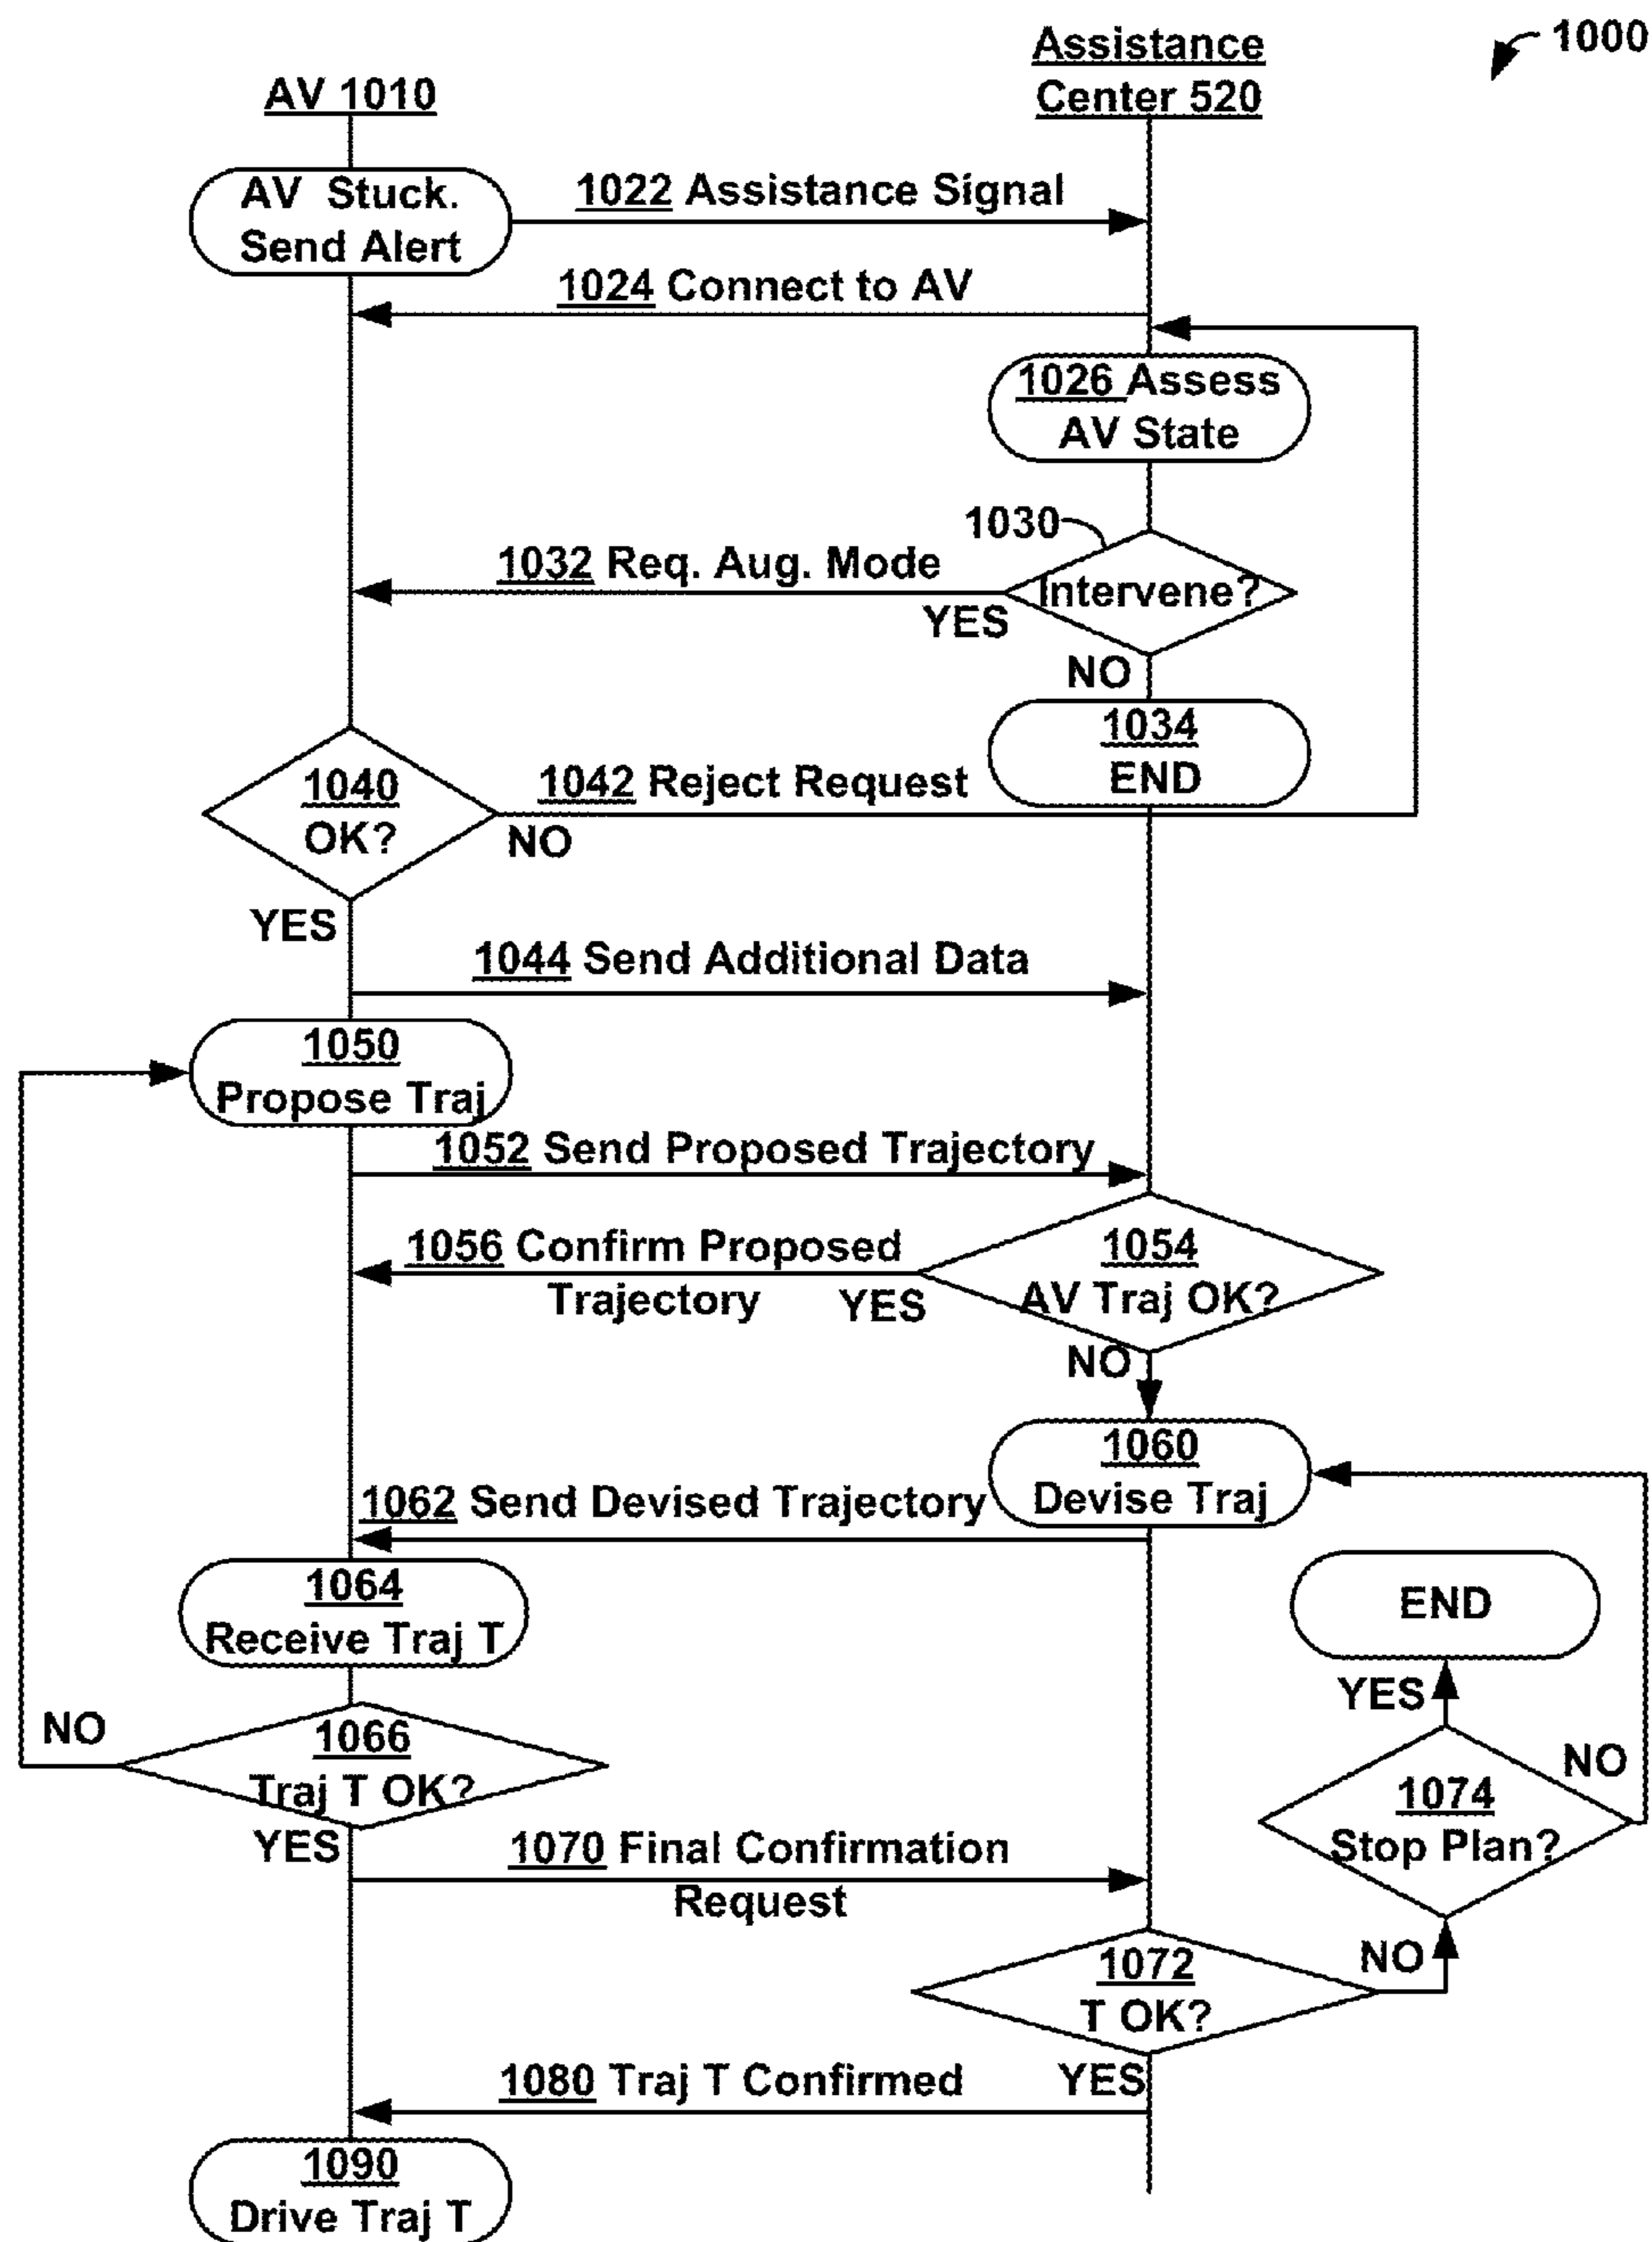 1000
Assistance
Center 520
AV 1010
AV Stuck.
Send Alert
1022 Assistance Signal
1024 Connect to AV
1026 Assess
AV State
1030
Intervene?
1032 Req. Aug. Mode
YES
NO
1034
END
1040
OK?
1042 Reject Request
NO
YES
1044 Send Additional Data
1050
Propose Traj
1052 Send Proposed Trajectory
1054
AV Traj OK?
1056 Confirm Proposed
Trajectory
YES
NO
1060
Devise Traj
1062 Send Devised Trajectory
1064
Receive Traj T
END
YES
NO
1066
Traj T OK?
NO
1074
Stop Plan?
YES
1070 Final Confirmation
Request
1072
T OK?
NO
YES
1080 Traj T Confirmed
1090
Drive Traj T